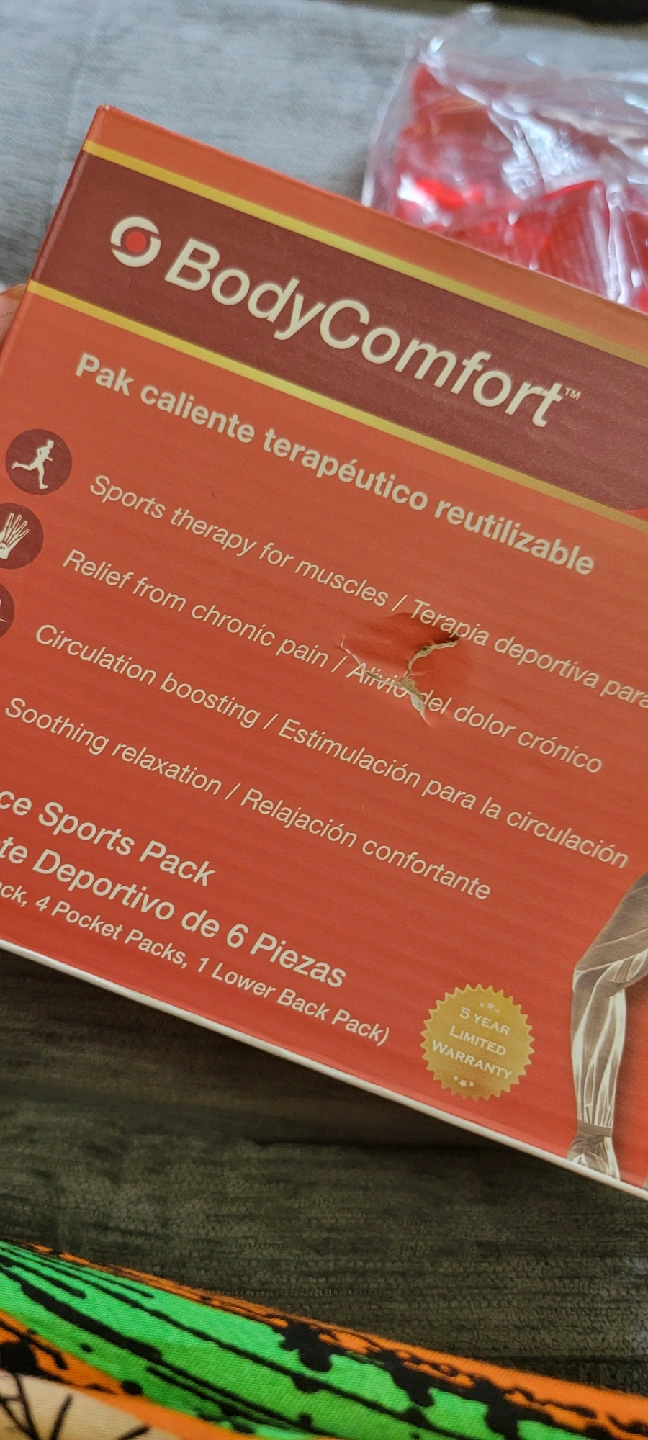 BodyComfort™
Pak caliente terapéutico reutilizable
Sports therapy for muscles / Terapia deportiva para
Relief from chronic pain / Alivio del dolor crónico
Circulation boosting / Estimulación para la circulación
Soothing relaxation / Relajación confortante
Sports Pack
Deportivo de 6 Piezas
4 Pocket Packs, 1 Lower Back Pack)
5 YEAR
LIMITED
WARRANTY